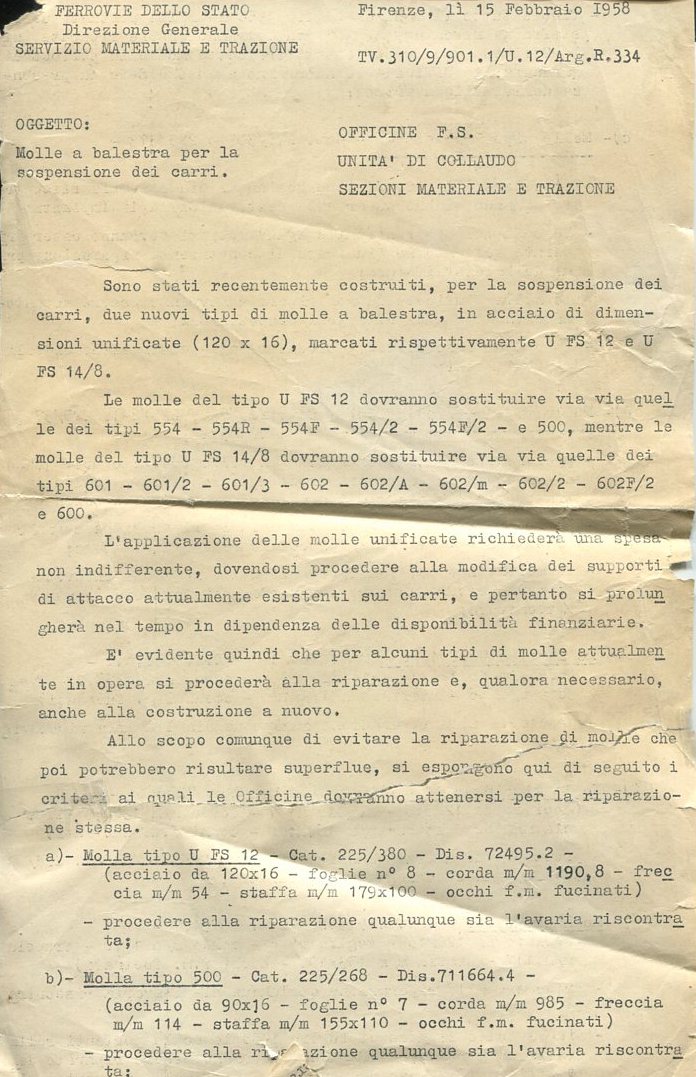 FERROVIE DELLO STATO
Direzione Generale
SERVIZIO MATERIALE E TRAZIONE
Firenze, lì 15 Febbraio 1958
TV.310/9/901.1/U.12/Arg.R.334
OGGETTO:
Molle a balestra per la
sospensione dei carri.
OFFICINE F.S.
UNITA' DI COLLAUDO
SEZIONI MATERIALE E TRAZIONE
Sono stati recentemente costruiti, per la sospensione dei
carri, due nuovi tipi di molle a balestra, in acciaio di dimen-
sioni unificate (120 x 16), marcati rispettivamente U FS 12 e U
FS 14/8.
Le molle del tipo U FS 12 dovranno sostituire via via quel
le dei tipi 554 - 554R - 554F - 554/2 - 554F/2 - e 500, mentre le
molle del tipo U FS 14/8 dovranno sostituire via via quelle dei
tipi 601 - 601/2 - 601/3 - 602 - 602/A - 602/m - 602/2 - 602F/2
e 600.
L'applicazione delle molle unificate richiederà una spesa
non indifferente, dovendosi procedere alla modifica dei supporti
di attacco attualmente esistenti sui carri, e pertanto si prolun
gherà nel tempo in dipendenza delle disponibilità finanziarie.
E' evidente quindi che per alcuni tipi di molle attualmen
te in opera si procederà alla riparazione e, qualora necessario,
anche alla costruzione a nuovo.
Allo scopo comunque di evitare la riparazione di molle che
poi potrebbero risultare superflue, si espongono qui di seguito i
criteri ai quali le Officine dovranno attenersi per la riparazio-
ne stessa.
a)- Molla tipo U FS 12 - Cat. 225/380 - Dis. 72495.2 -
(acciaio da 120x16 - foglie n° 8 - corda m/m 1190,8 - frec
cia m/m 54 - staffa m/m 179x100 - occhi f.m. fucinati)
- procedere alla riparazione qualunque sia l'avaria riscontra
ta;
b)- Molla tipo 500 - Cat. 225/268 - Dis.711664.4 -
(acciaio da 90x16 - foglie n° 7 - corda m/m 985 - freccia
m/m 114 - staffa m/m 155x110 - occhi f.m. fucinati)
- procedere alla riparazione qualunque sia l'avaria riscontra
ta;